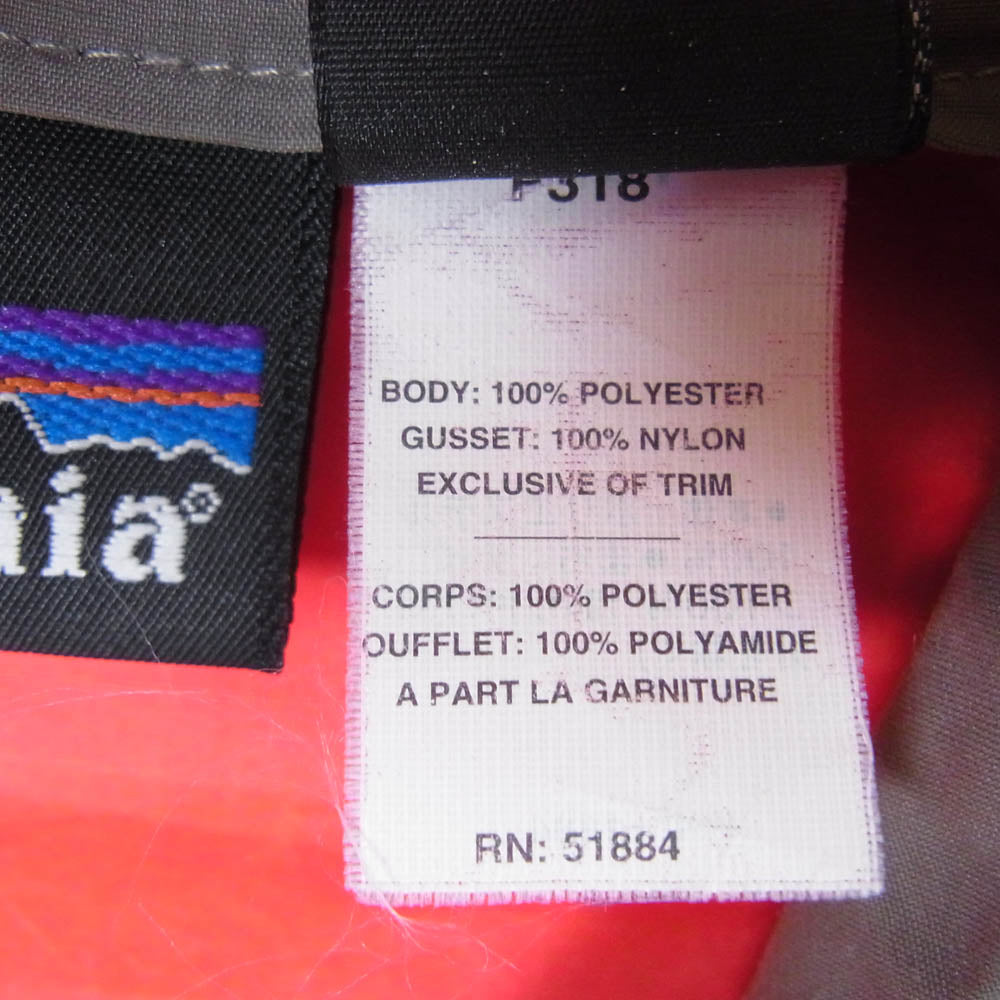 nia®
F318
BODY: 100% POLYESTER
GUSSET: 100% NYLON
EXCLUSIVE OF TRIM
CORPS: 100% POLYESTER
OUFFLET: 100% POLYAMIDE
A PART LA GARNITURE
RN: 51884